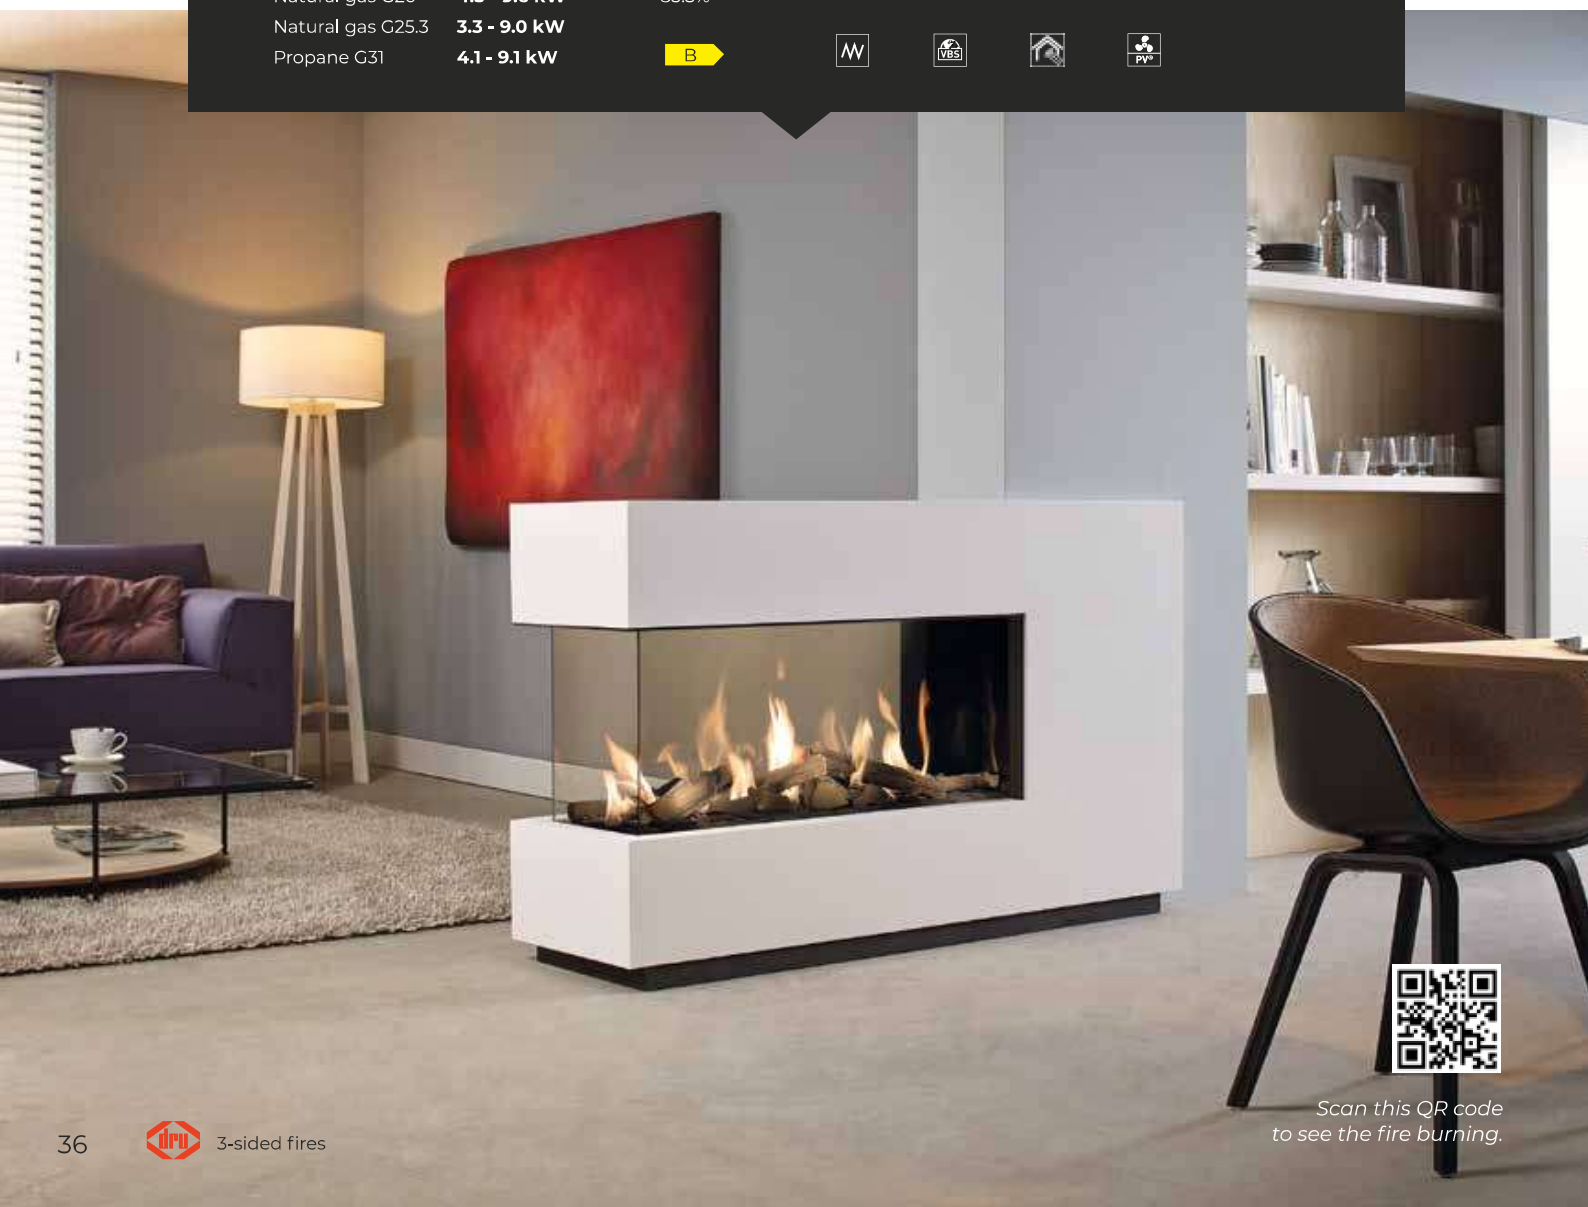 Natural gas G25.3 3.3 - 9.0 kW
Propane G31 4.1 - 9.1 kW
B
VBS
PV®
Scan this QR code
to see the fire burning.
36 dru 3-sided fires